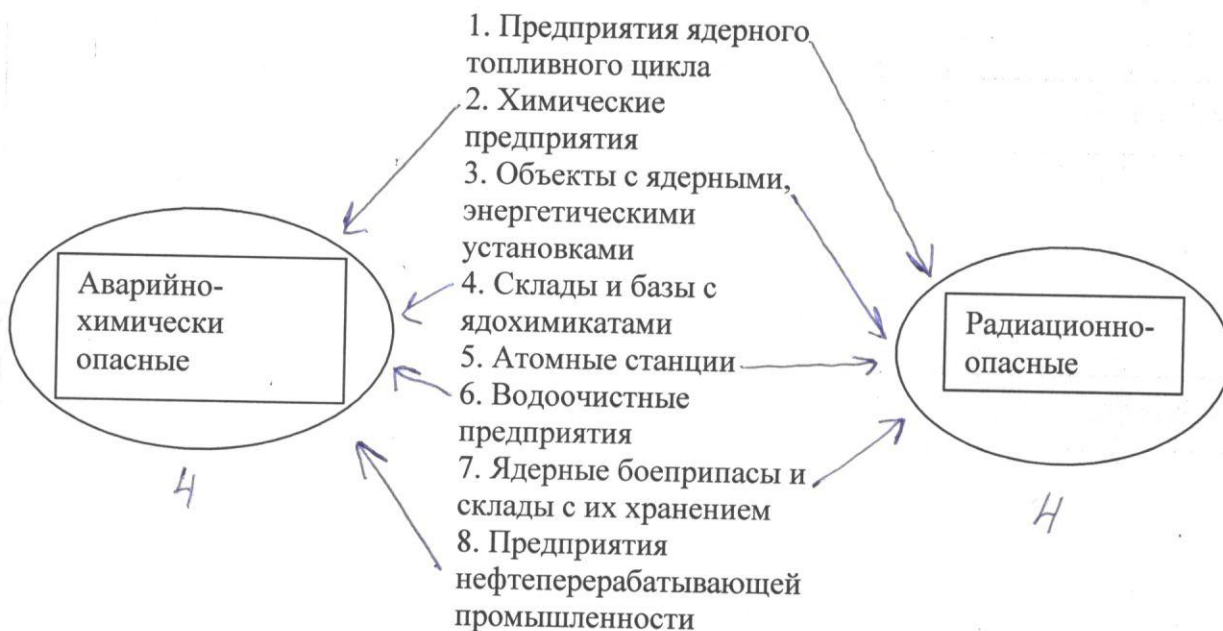 1. Предприятия ядерного
топливного цикла
2. Химические
предприятия
3. Объекты с ядерными,
энергетическими
установками
4. Склады и базы с
ядохимикатами
5. Атомные станции
6. Водоочистные
предприятия
7. Ядерные боеприпасы и
склады с их хранением
8. Предприятия
нефтеперерабатывающей
промышленности
Аварийно-
химически
опасные
4
Радиационно-
опасные
4